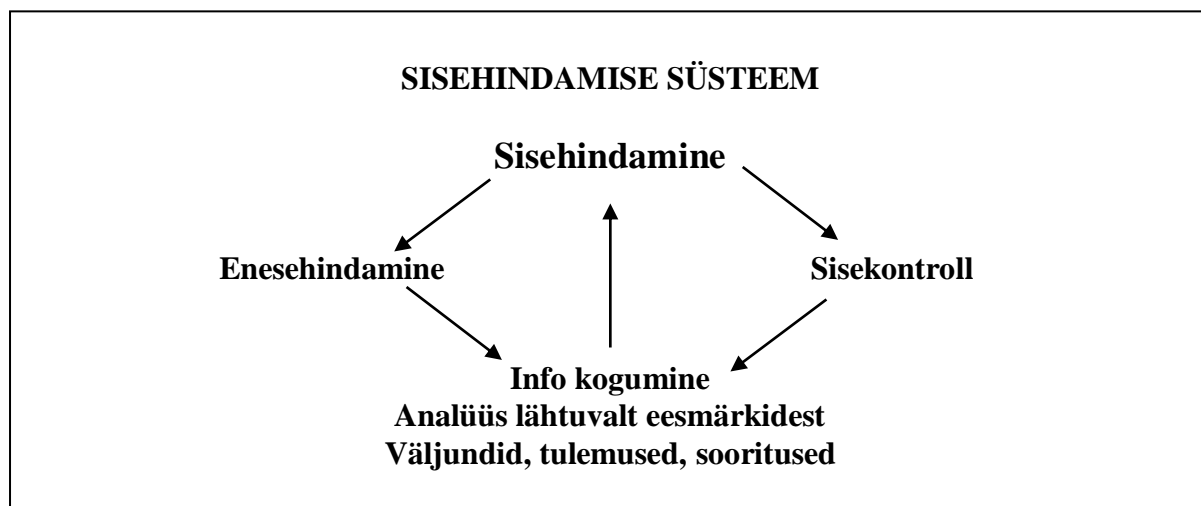 SISEHINDAMISE SÜSTEEM
Sisehindamine
Enesehindamine
Sisekontroll
Info kogumine
Analüüs lähtuvalt eesmärkidest
Väljundid, tulemused, sooritused